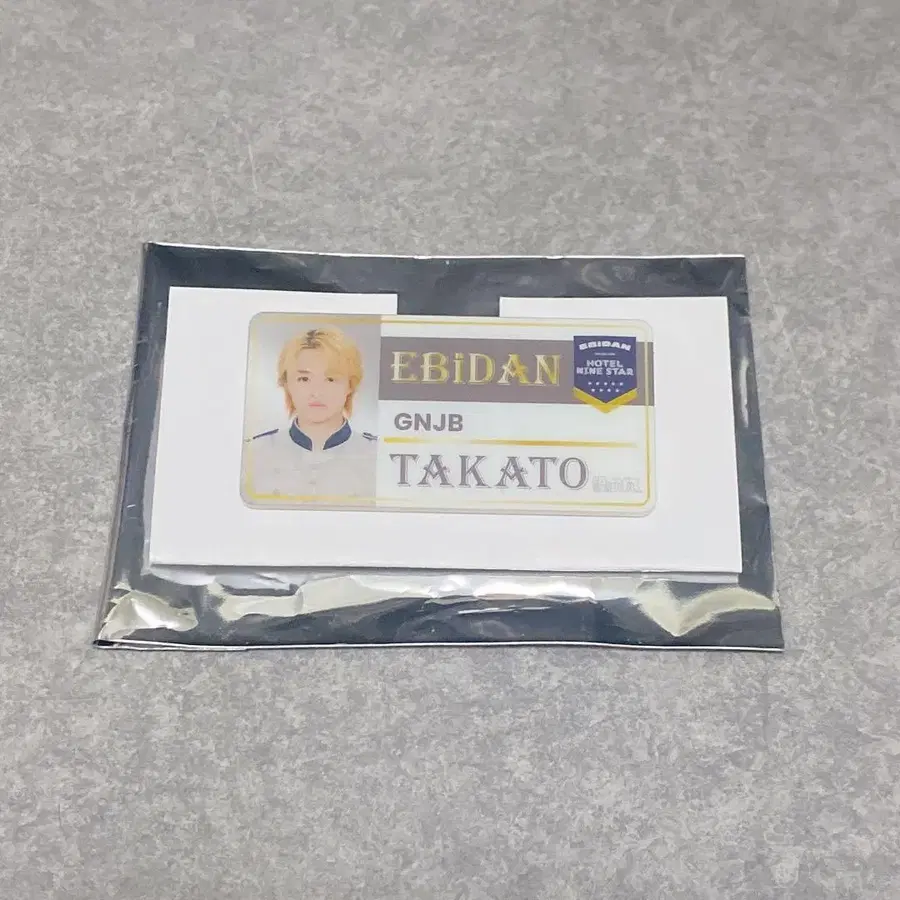 EBiDAN
EBiDAN
HOTEL
NINE STAR
GNJB
TAKATO